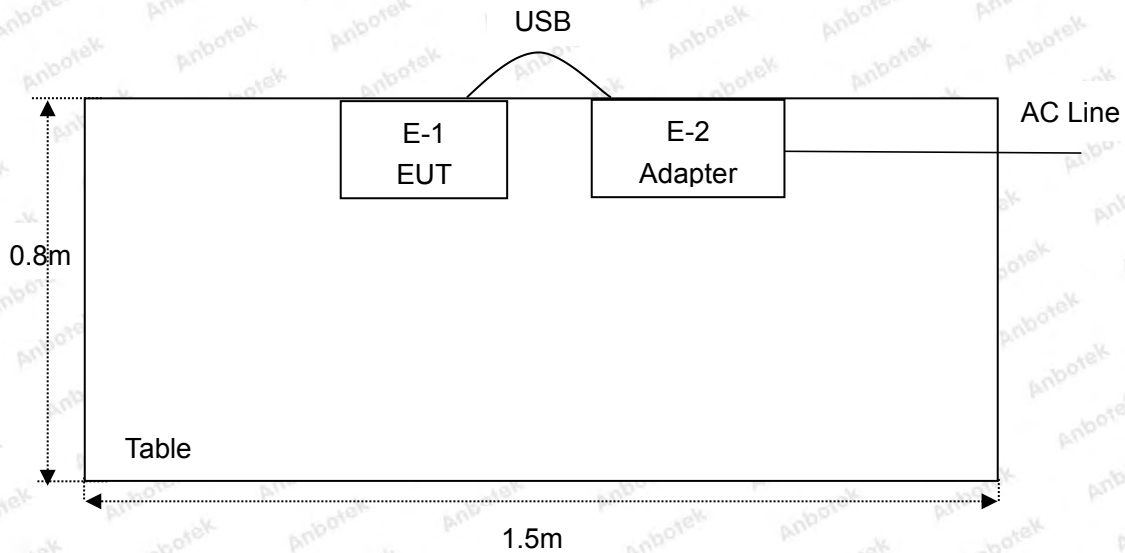 USB
AC Line
E-1
EUT
E-2
Adapter
0.8m
Table
1.5m